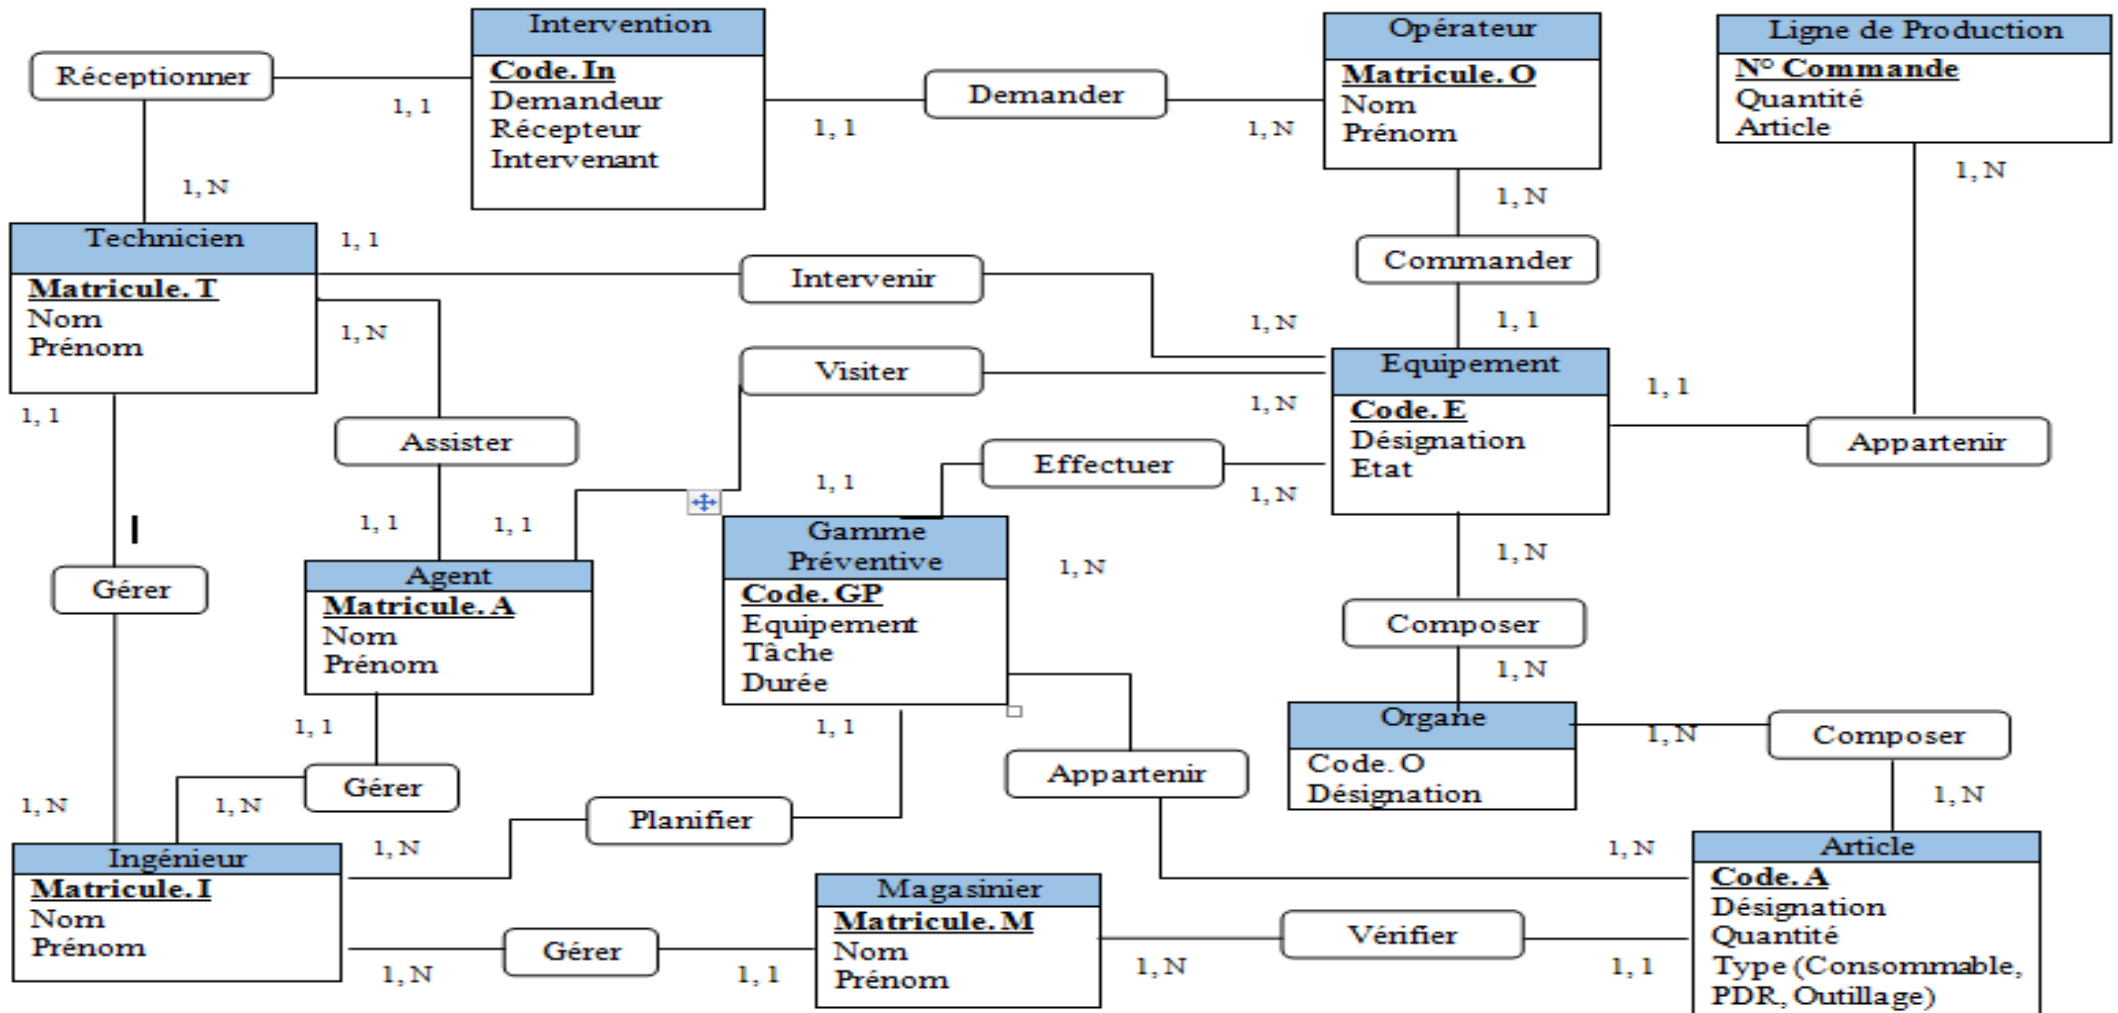 Intervention
Code. In
Demandeur
Récepteur
Intervenant
Opérateur
Matricule. O
Nom
Prénom
Ligne de Production
N° Commande
Quantité
Article
Réceptionner
1, 1
Demander
1, 1
1, N
1, N
1, N
1, N
Technicien
Matricule. T
Nom
Prénom
1, 1
Intervenir
Commander
1, N
1, N
1, 1
Visiter
1, N
Equipement
Code. E
Désignation
Etat
1, 1
Appartenir
1, 1
Assister
Effectuer
1, 1
1, N
1, 1
1, 1
Gamme
Préventive
Code. GP
Equipement
Tâche
Durée
1, N
1, N
Gérer
Agent
Matricule. A
Nom
Prénom
Composer
1, N
1, 1
1, 1
Organe
Code. O
Désignation
1, N
Composer
Gérer
Appartenir
1, N
1, N
1, N
Planifier
1, N
1, N
Ingénieur
Matricule. I
Nom
Prénom
Magasinier
Matricule. M
Nom
Prénom
Article
Code. A
Désignation
Quantité
Type (Consommable,
PDR, Outillage)
Gérer
1, N
1, 1
Vérifier
1, N
1, 1